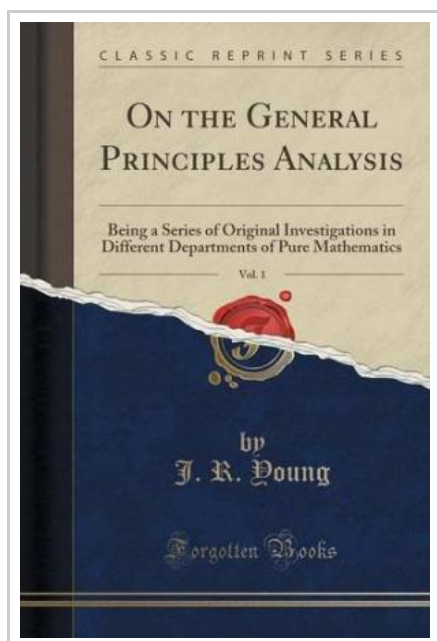 CLASSIC REPRINT SERIES
ON THE GENERAL
PRINCIPLES ANALYSIS
Being a Series of Original Investigations in
Different Departments of Pure Mathematics
Vol. 1
by
J. R. Young
Forgotten Books